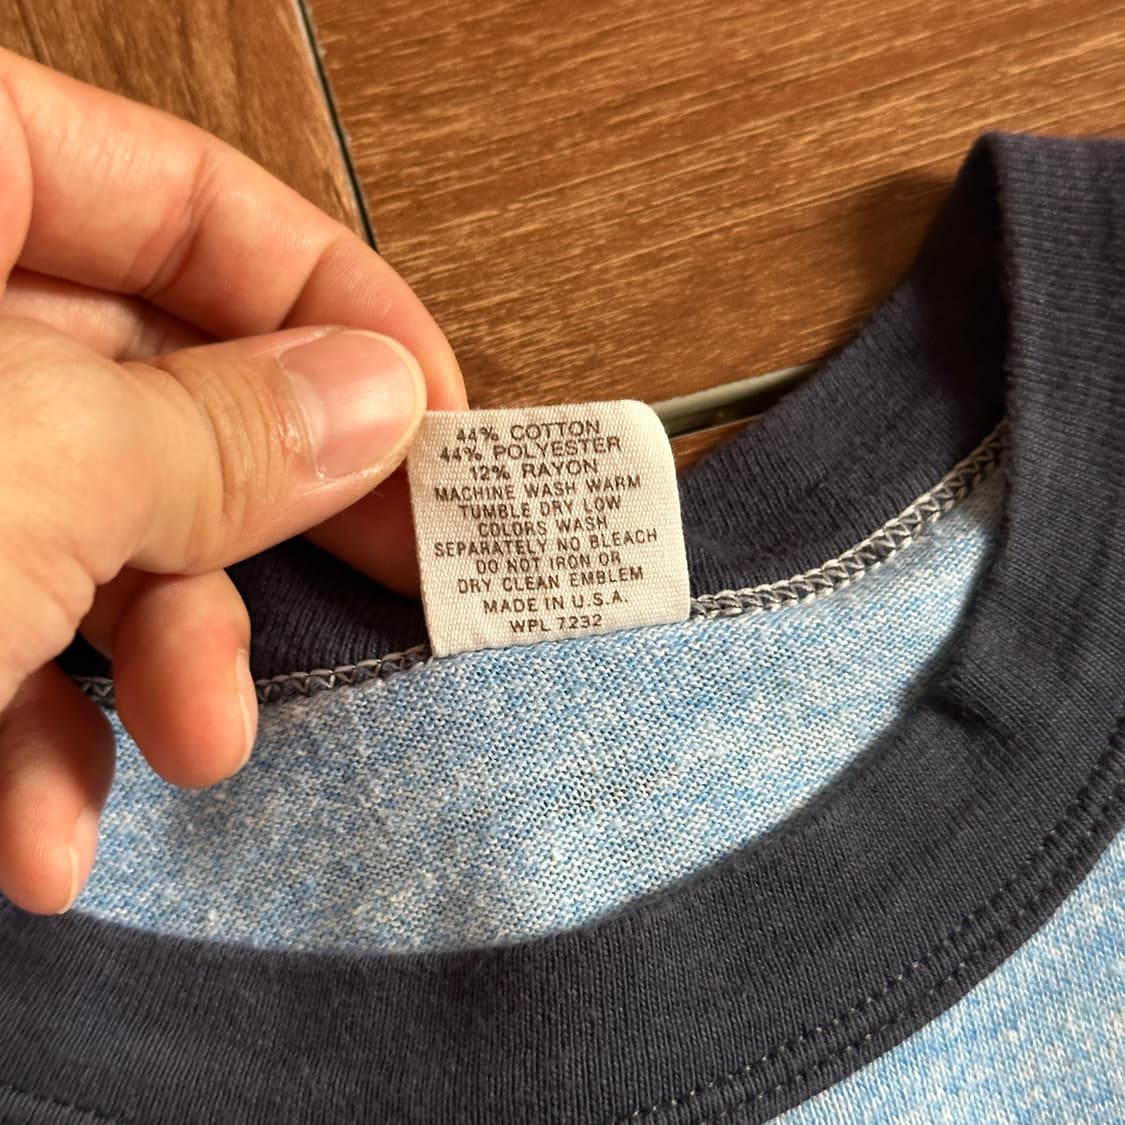 44% COTTON
44% POLYESTER
12% RAYON
MACHINE WASH WARM
TUMBLE DRY LOW
COLORS WASH
SEPARATELY NO BLEACH
DO NOT IRON OR
DRY CLEAN EMBLEM
MADE IN U.S.A.
WPL 7232